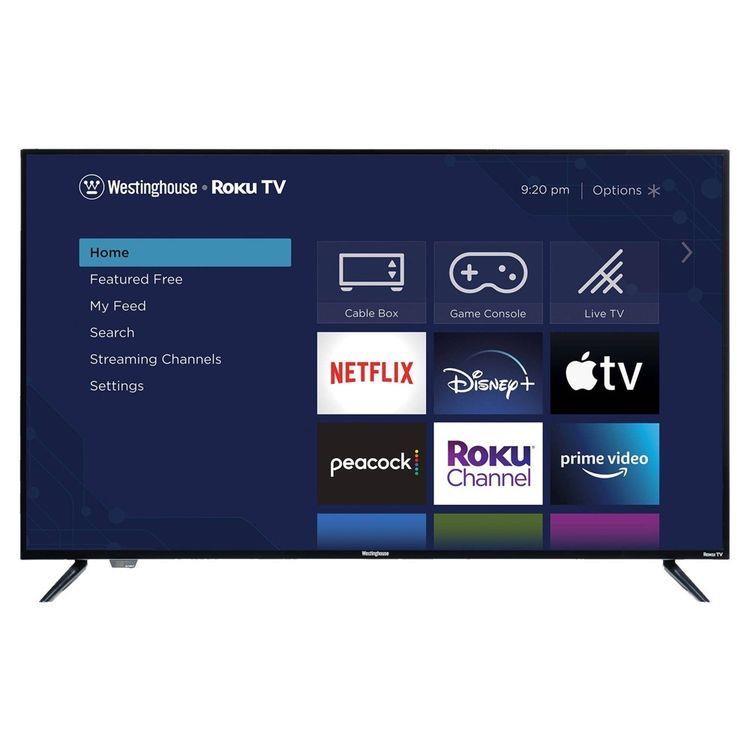 W Westinghouse • Roku TV
9:20 pm | Options *
Home
Featured Free
My Feed
Search
Streaming Channels
Settings
Cable Box
Game Console
Live TV
NETFLIX
Disney+
tv
peacock
Roku Channel
prime video
Westinghouse
Roku TV